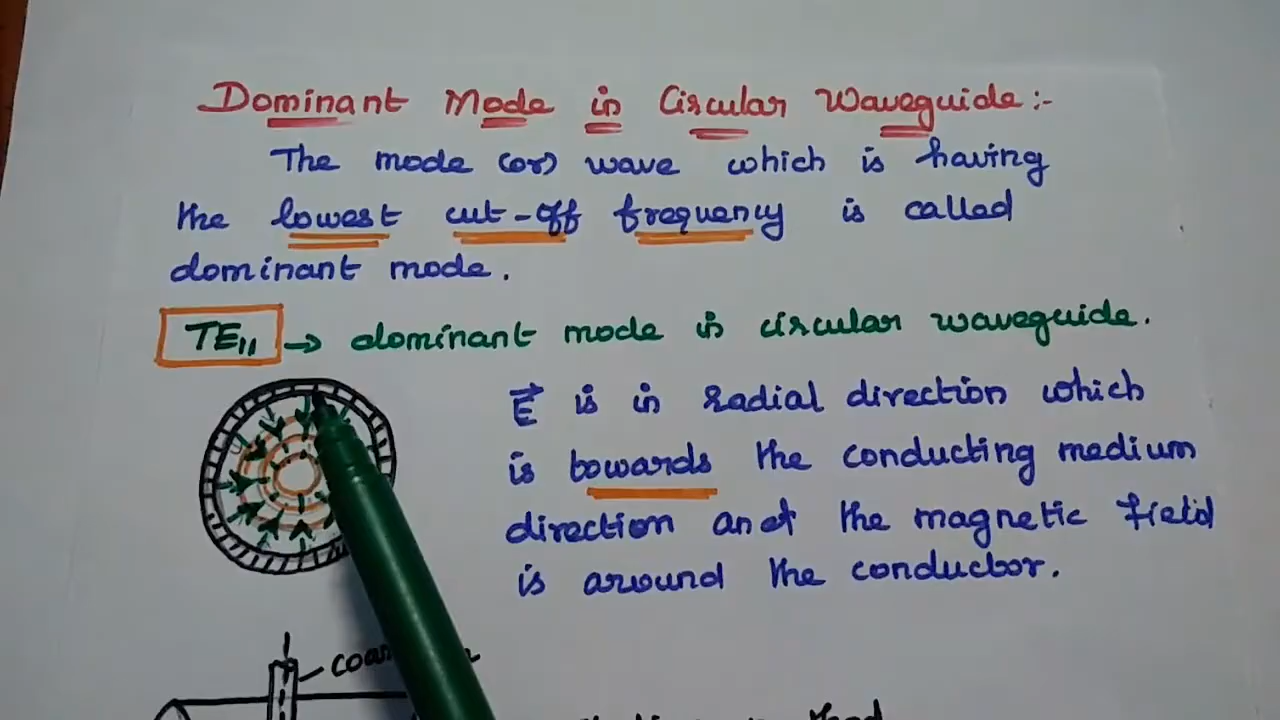 Dominant Mode in Circular Waveguide:-
The mode (or) wave which is having
the lowest cut-off frequency is called
dominant mode.
TE11 → dominant mode in circular waveguide.
E is in radial direction which
is towards the conducting medium
direction and the magnetic field
is around the conductor.